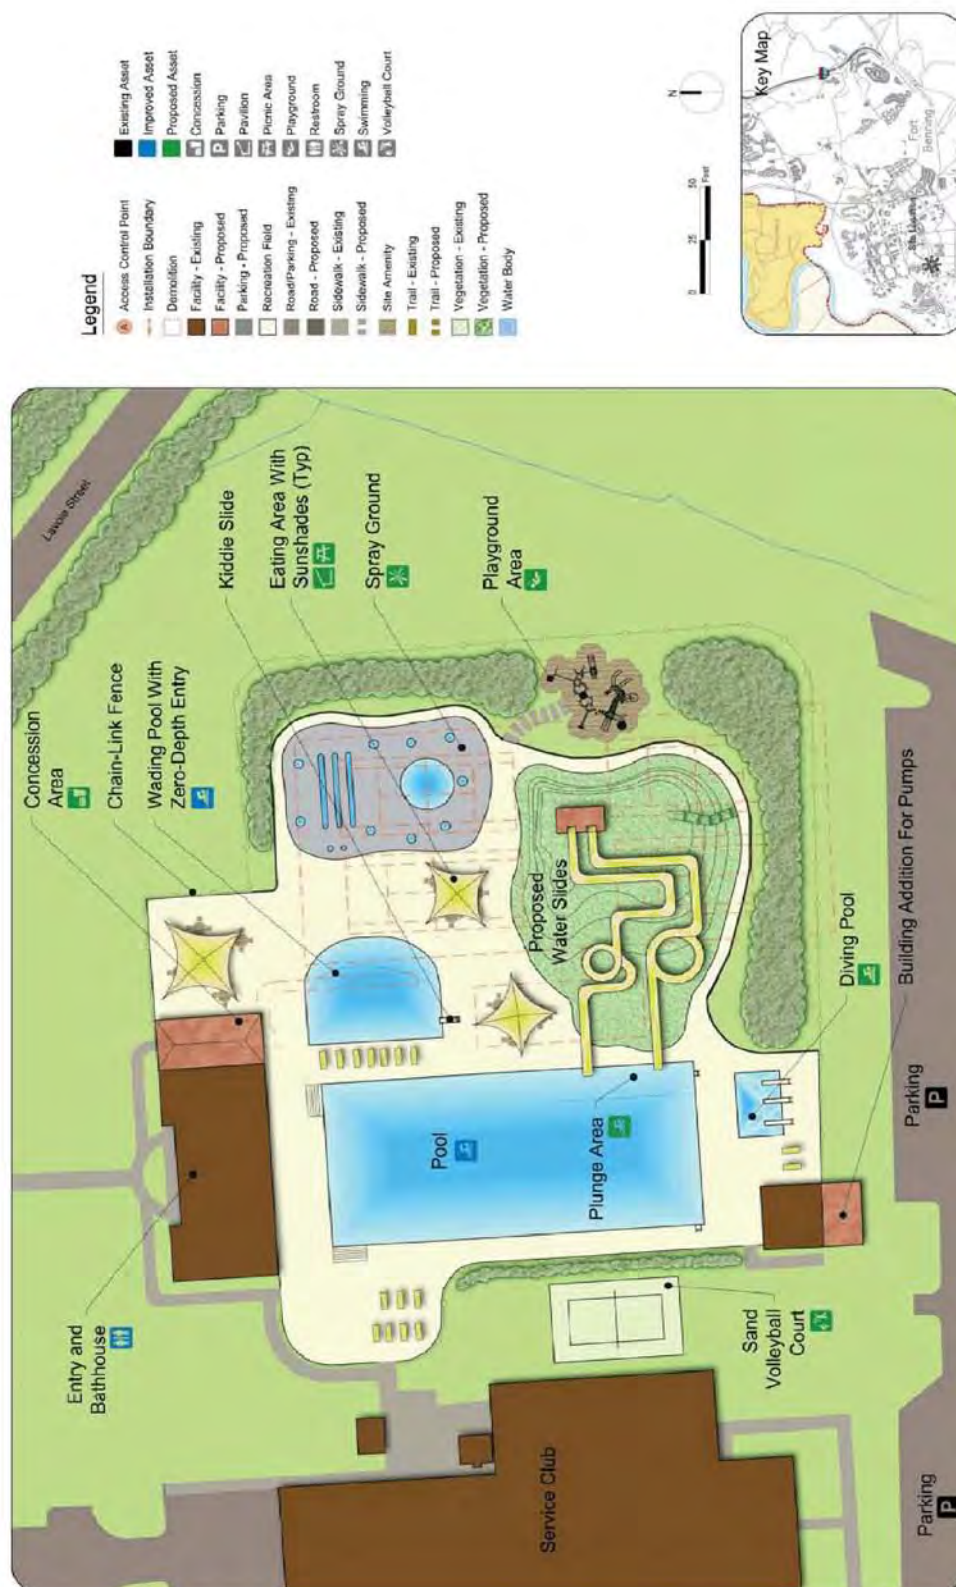 Legend
Access Control Point
Installation Boundary
Demolition
Facility - Existing
Facility - Proposed
Parking - Proposed
Recreation Field
Road/Parking - Existing
Road - Proposed
Sidewalk - Existing
Sidewalk - Proposed
Site Amenity
Trail - Existing
Trail - Proposed
Vegetation - Existing
Vegetation - Proposed
Water Body
Existing Asset
Improved Asset
Proposed Asset
Concession
Parking
Pavilion
Picnic Area
Playground
Restroom
Spray Ground
Swimming
Volleyball Court
N
0
25
50
Feet
Key Map
Fort
Benning
Site Location
Lavoie Street
Concession
Area
Chain-Link Fence
Wading Pool With
Zero-Depth Entry
Kiddie Slide
Eating Area With
Sunshades (Typ)
Spray Ground
Playground
Area
Entry and
Bathhouse
Pool
Plunge Area
Proposed
Water Slides
Diving Pool
Building Addition For Pumps
Sand
Volleyball
Court
Service Club
Parking
P
Parking
P